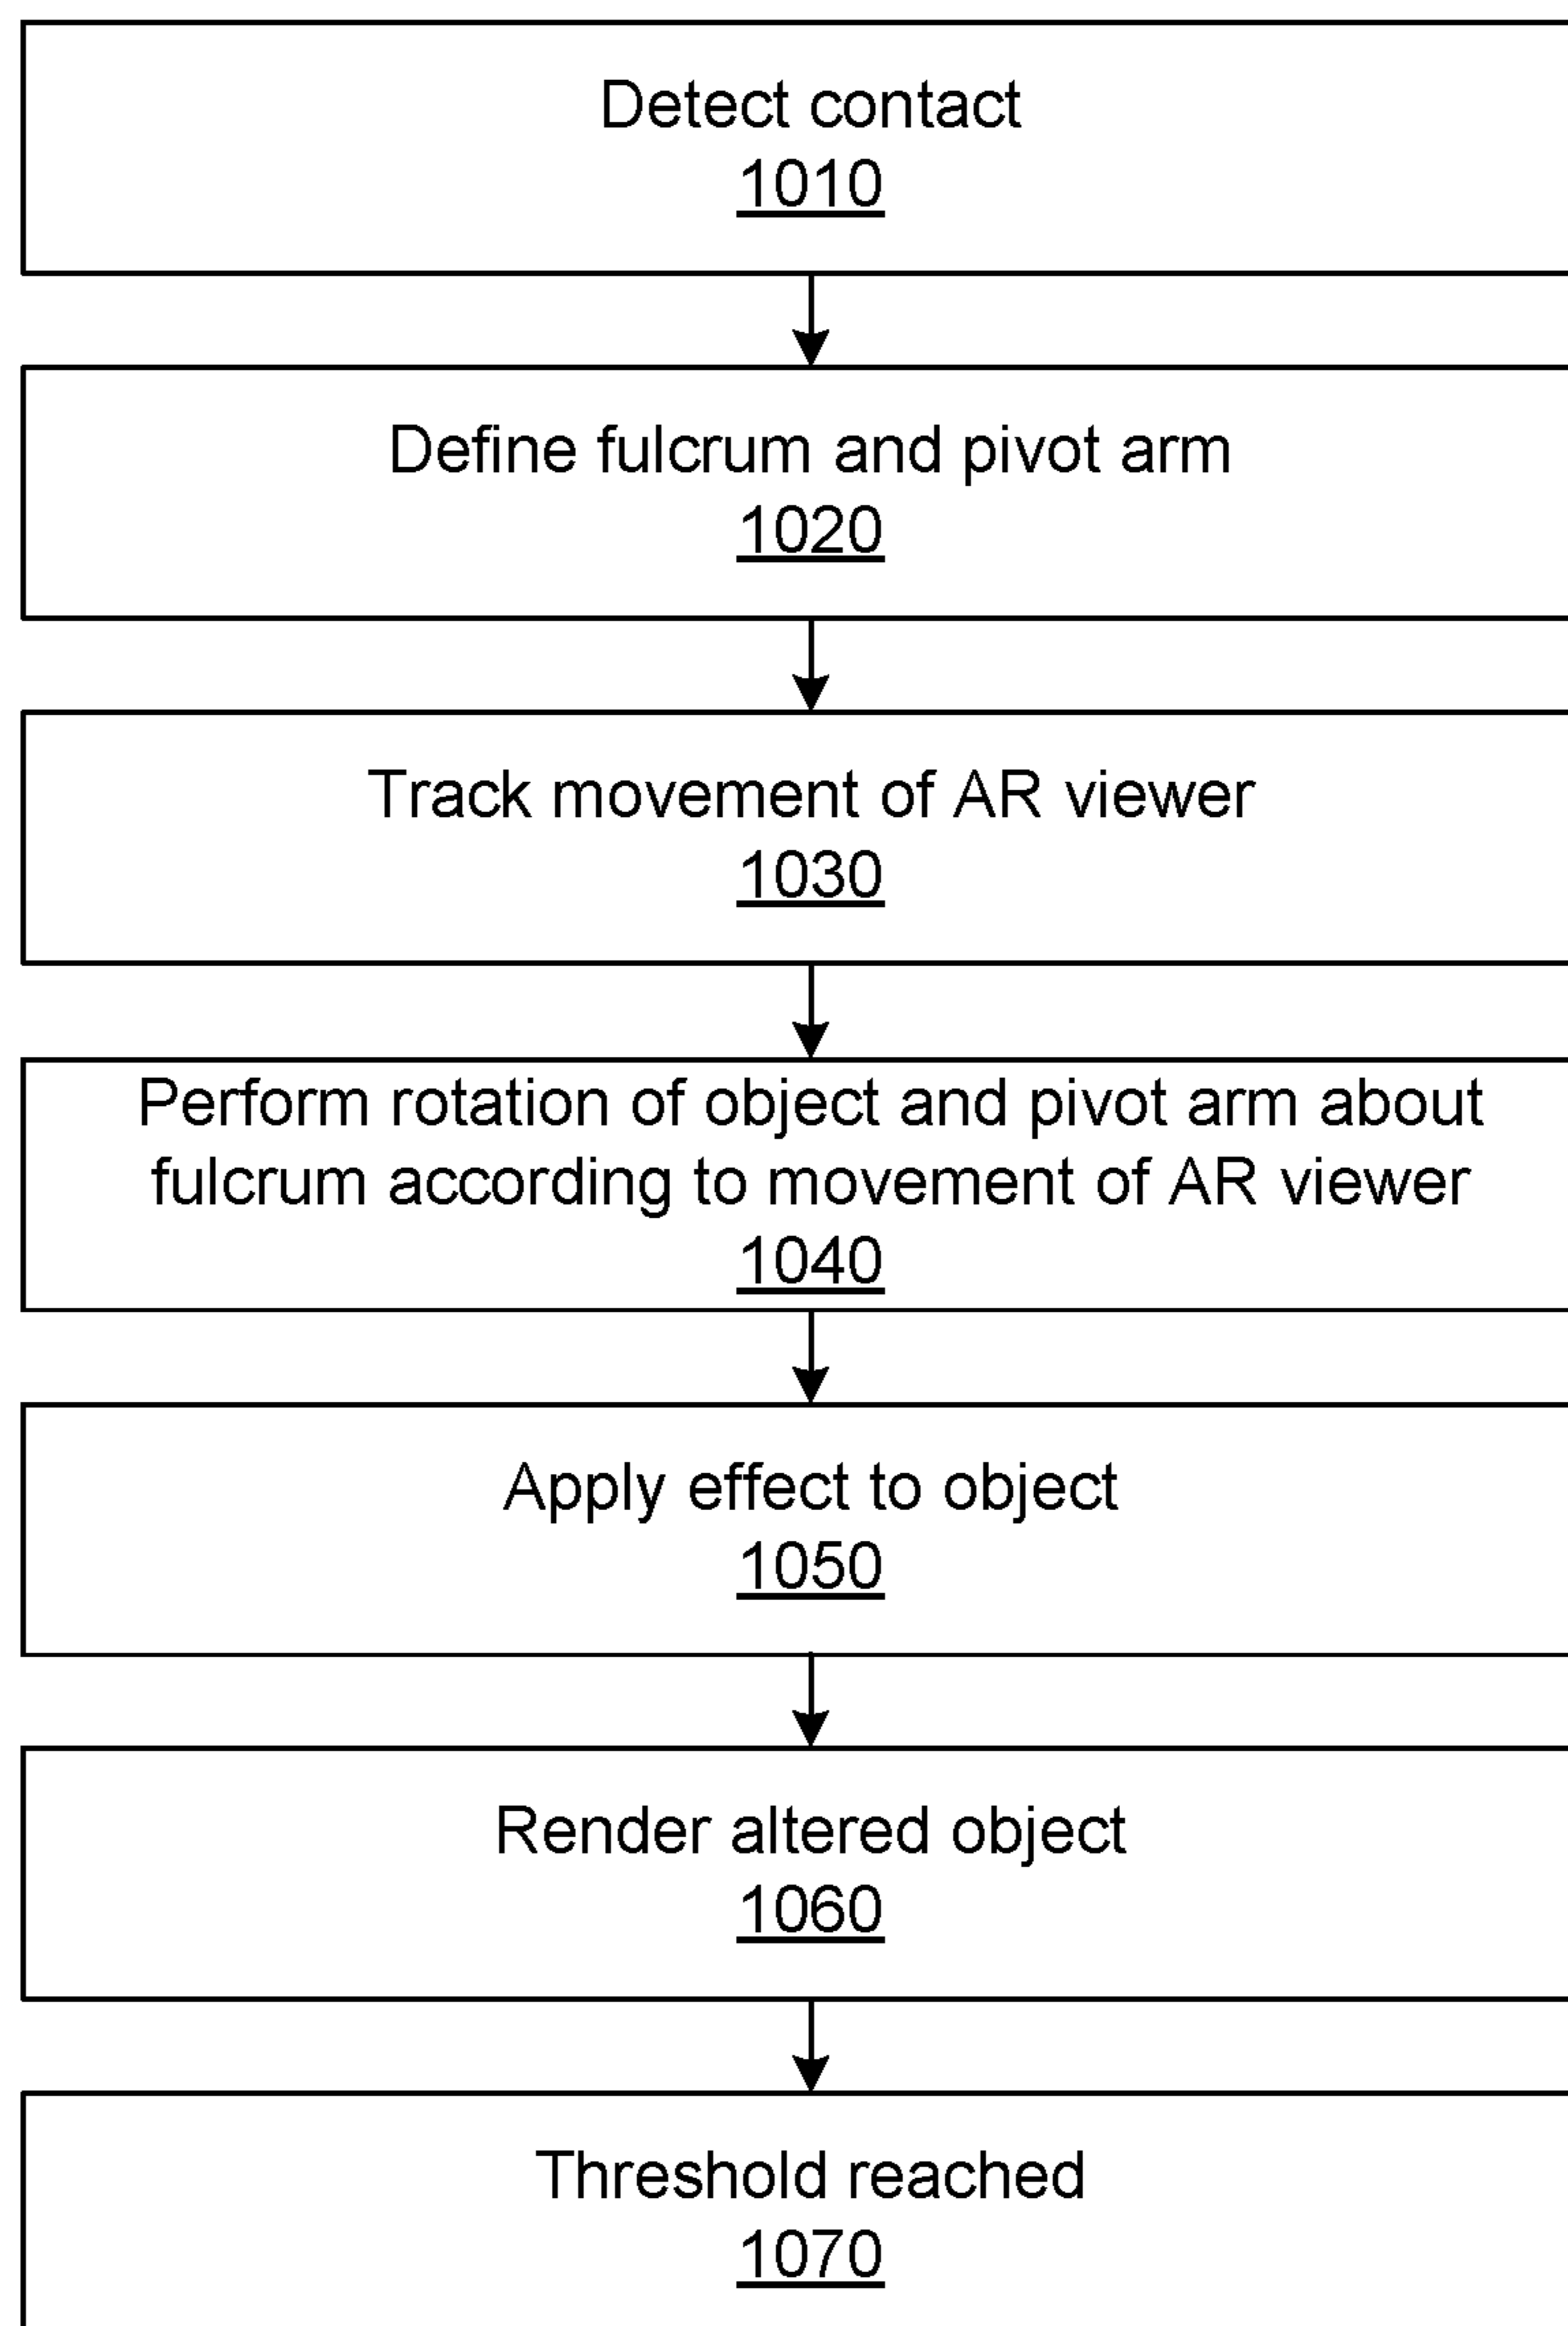 Detect contact
1010
Define fulcrum and pivot arm
1020
Track movement of AR viewer
1030
Perform rotation of object and pivot arm about
fulcrum according to movement of AR viewer
1040
Apply effect to object
1050
Render altered object
1060
Threshold reached
1070